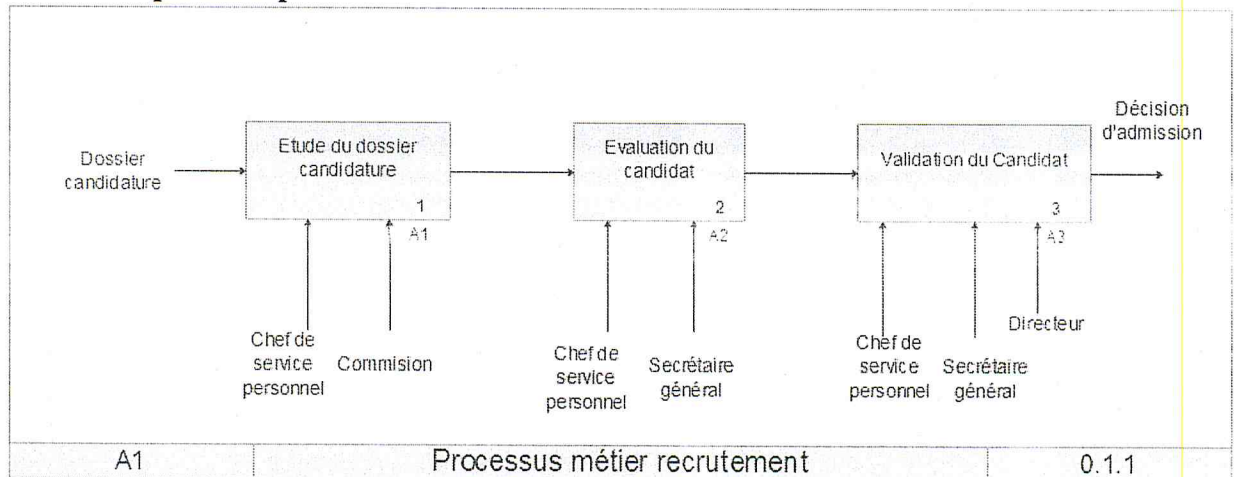 Décision
d'admission
Dossier
candidature
Etude du dossier
candidature
1
A1
Evaluation du
candidat
2
A2
Validation du Candidat
3
A3
Chef de
service
personnel
Commision
Chef de
service
personnel
Secrétaire
général
Chef de
service
personnel
Secrétaire
général
Directeur
A1
Processus métier recrutement
0.1.1